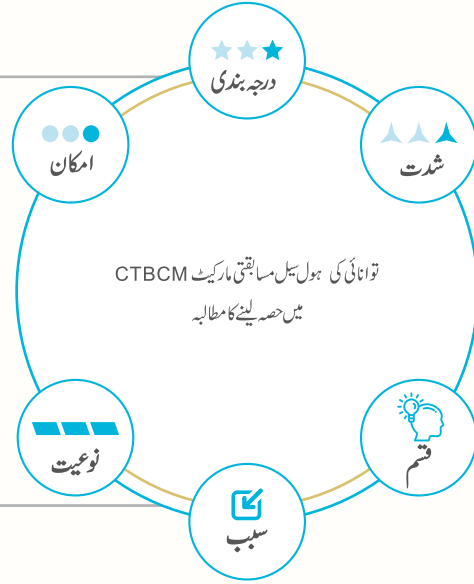 درجہ بندی
شدت
امکان
توانائی کی ہول سیل مسابقتی مارکیٹ CTBCM
میں حصہ لینے کا مطالبہ
قسم
نوعیت
سبب